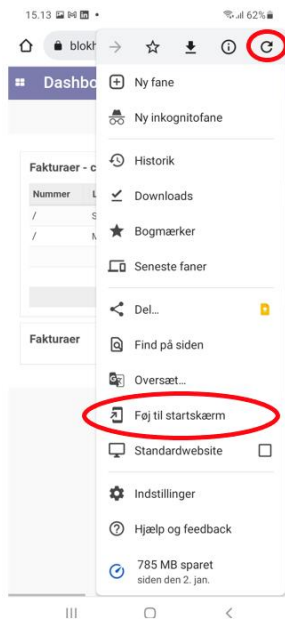 15.13
62%
blokh
Dashbo
Ny fane
Ny inkognitofane
Fakturaer - c
Historik
Nummer L
Downloads
/ S
Bogmærker
/ M
Seneste faner
Del...
Fakturaer
Find på siden
Oversæt...
Føj til startskærm
Standardwebsite
Indstillinger
Hjælp og feedback
785 MB sparet
siden den 2. jan.